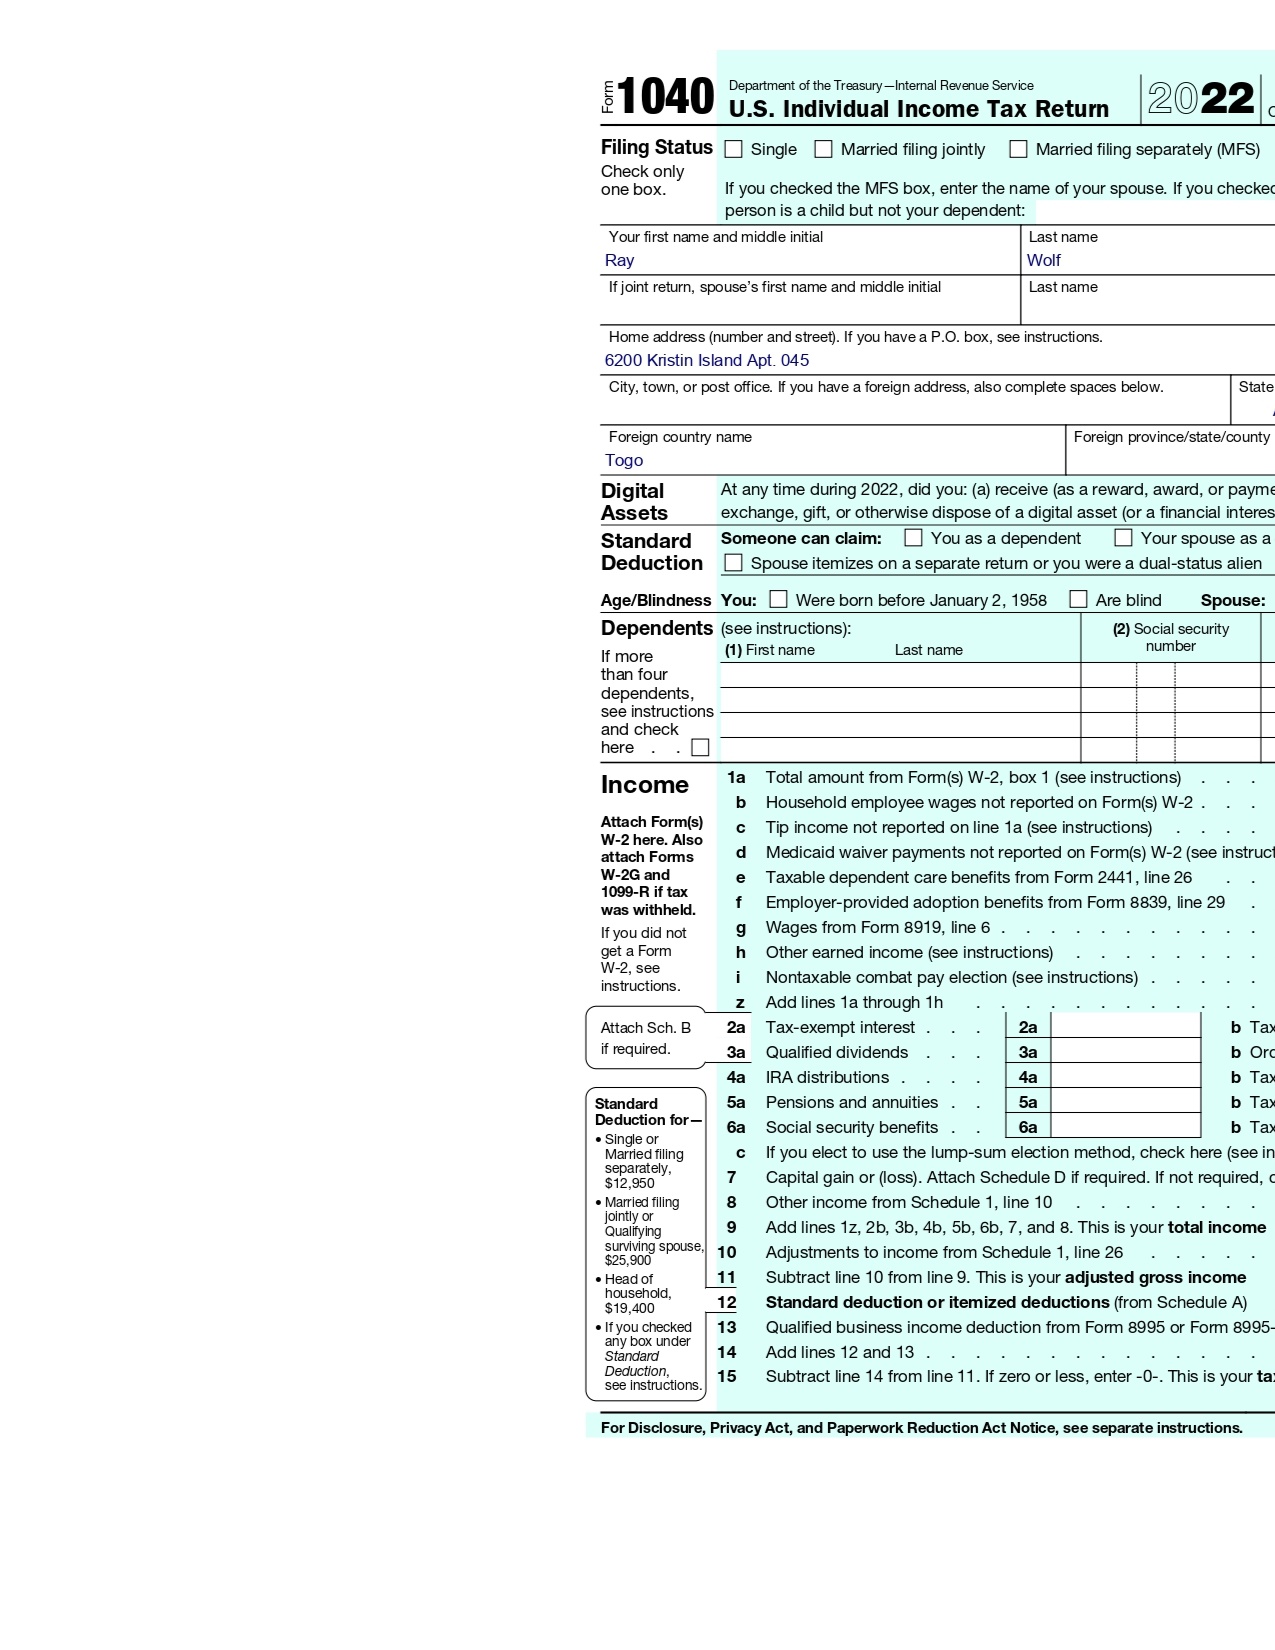 Form 1040 Department of the Treasury—Internal Revenue Service
U.S. Individual Income Tax Return 2022
Filing Status
Check only
one box.
Single Married filing jointly Married filing separately (MFS)
If you checked the MFS box, enter the name of your spouse. If you checked
person is a child but not your dependent:
Your first name and middle initial Last name
Ray Wolf
If joint return, spouse’s first name and middle initial Last name
Home address (number and street). If you have a P.O. box, see instructions.
6200 Kristin Island Apt. 045
City, town, or post office. If you have a foreign address, also complete spaces below. State
Foreign country name Foreign province/state/county
Togo
Digital
Assets
At any time during 2022, did you: (a) receive (as a reward, award, or
exchange, gift, or otherwise dispose of a digital asset (or a financial
Standard
Deduction
Someone can claim: You as a dependent Your spouse as a
Spouse itemizes on a separate return or you were a dual-status alien
Age/Blindness You: Were born before January 2, 1958 Are blind Spouse:
Dependents (see instructions): (2) Social security
number
(1) First name Last name
If more
than four
dependents,
see instructions
and check
here . .
Income
Attach Form(s)
W-2 here. Also
attach Forms
W-2G and
1099-R if tax
was withheld.
If you did not
get a Form
W-2, see
instructions.
1a Total amount from Form(s) W-2, box 1 (see instructions) . . .
b Household employee wages not reported on Form(s) W-2 . . .
c Tip income not reported on line 1a (see instructions) . . . .
d Medicaid waiver payments not reported on Form(s) W-2 (see
e Taxable dependent care benefits from Form 2441, line 26 . .
f Employer-provided adoption benefits from Form 8839, line 29 .
g Wages from Form 8919, line 6 . . . . . . . . . . .
h Other earned income (see instructions) . . . . . . . .
i Nontaxable combat pay election (see instructions) . . . . .
z Add lines 1a through 1h . . . . . . . . . . . .
Attach Sch. B
if required.
2a Tax-exempt interest . . . 2a b
3a Qualified dividends . . . 3a b
4a IRA distributions . . . . 4a b
5a Pensions and annuities . . 5a b
6a Social security benefits . . 6a b
c If you elect to use the lump-sum election method, check here (see
7 Capital gain or (loss). Attach Schedule D if required. If not required,
8 Other income from Schedule 1, line 10 . . . . . . . .
9 Add lines 1z, 2b, 3b, 4b, 5b, 6b, 7, and 8. This is your total income
10 Adjustments to income from Schedule 1, line 26 . . . . .
11 Subtract line 10 from line 9. This is your adjusted gross income
12 Standard deduction or itemized deductions (from Schedule A)
13 Qualified business income deduction from Form 8995 or Form 8995-
14 Add lines 12 and 13 . . . . . . . . . . . . . .
15 Subtract line 14 from line 11. If zero or less, enter -0-. This is your
Standard
Deduction for—
• Single or
Married filing
separately,
$12,950
• Married filing
jointly or
Qualifying
surviving spouse,
$25,900
• Head of
household,
$19,400
• If you checked
any box under
Standard
Deduction,
see instructions.
For Disclosure, Privacy Act, and Paperwork Reduction Act Notice, see separate instructions.